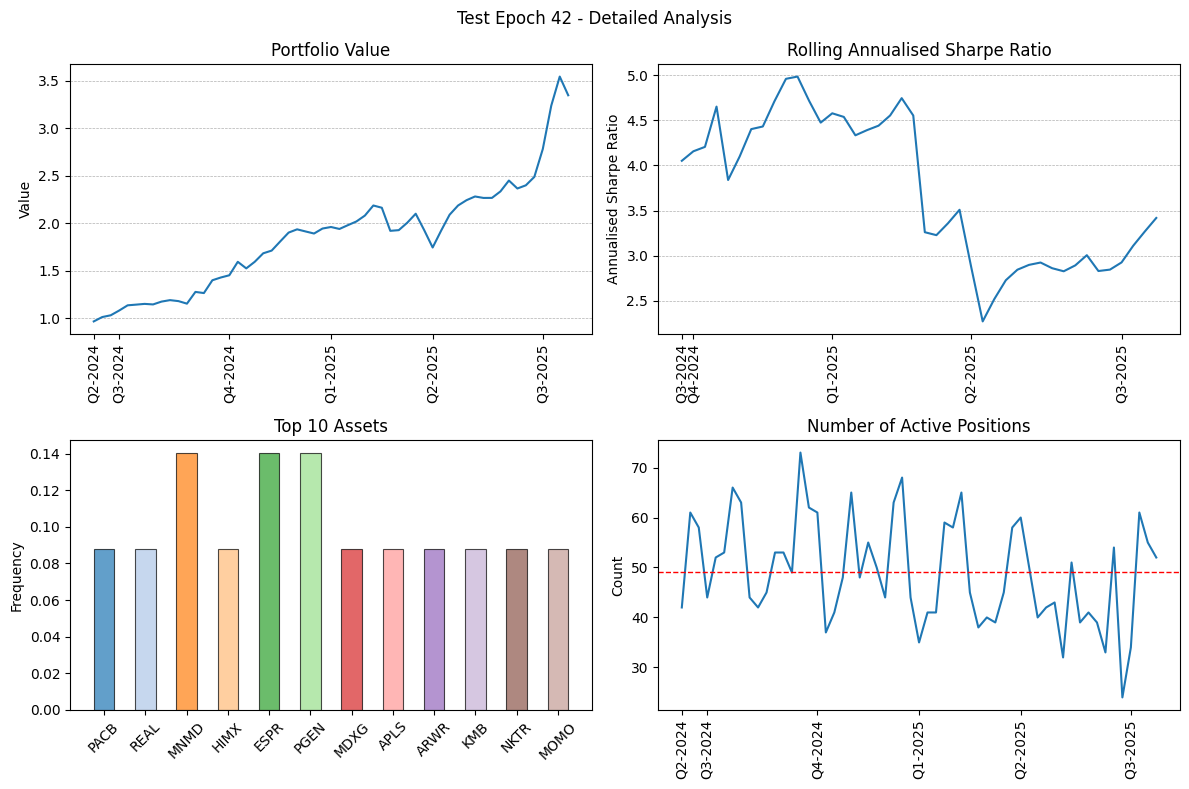 Test Epoch 42 - Detailed Analysis
Portfolio Value
Value
3.5
3.0
2.5
2.0
1.5
1.0
Q2-2024
Q3-2024
Q4-2024
Q1-2025
Q2-2025
Q3-2025
Rolling Annualised Sharpe Ratio
Annualised Sharpe Ratio
5.0
4.5
4.0
3.5
3.0
2.5
Q3-2024
Q4-2024
Q1-2025
Q2-2025
Q3-2025
Top 10 Assets
Frequency
0.14
0.12
0.10
0.08
0.06
0.04
0.02
0.00
PACB
REAL
MNMD
HIMX
ESPR
PGEN
MDXG
APLS
ARWR
KMB
NKTR
MOMO
Number of Active Positions
Count
70
60
50
40
30
Q2-2024
Q3-2024
Q4-2024
Q1-2025
Q2-2025
Q3-2025